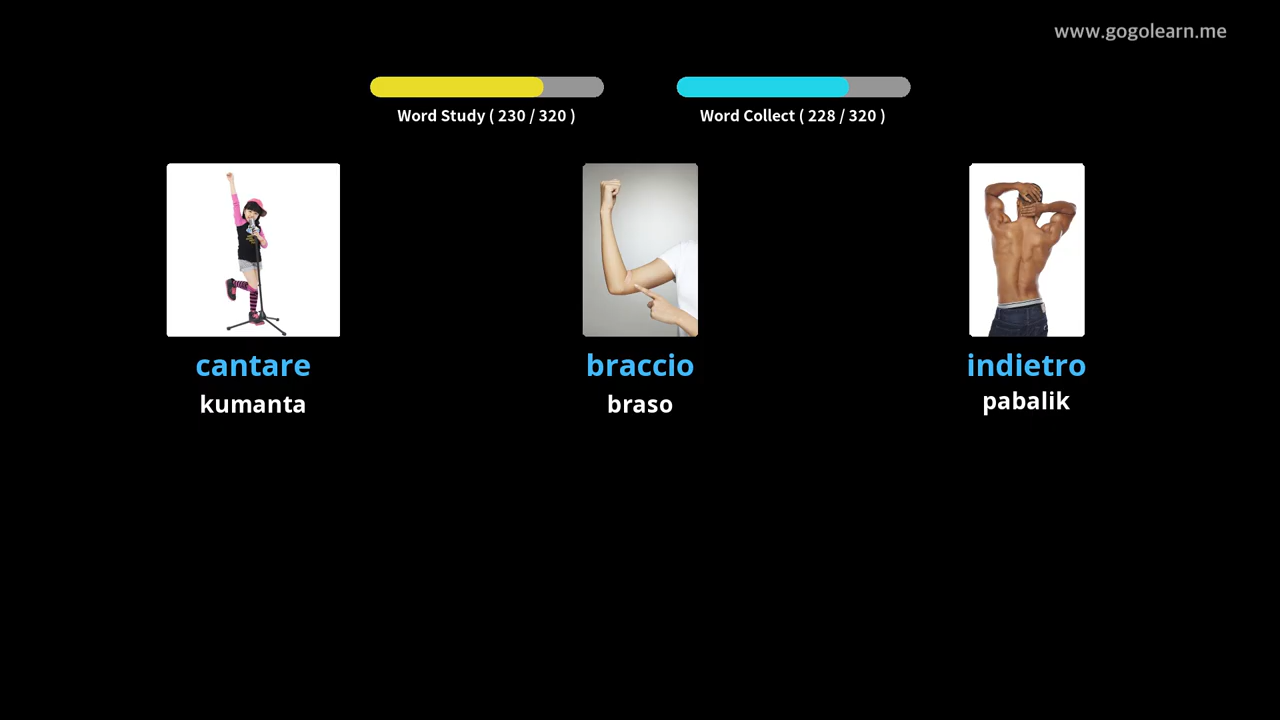 www.gogolearn.me
Word Study ( 230 / 320 )
Word Collect ( 228 / 320 )
cantare
braccio
indietro
kumanta
braso
pabalik